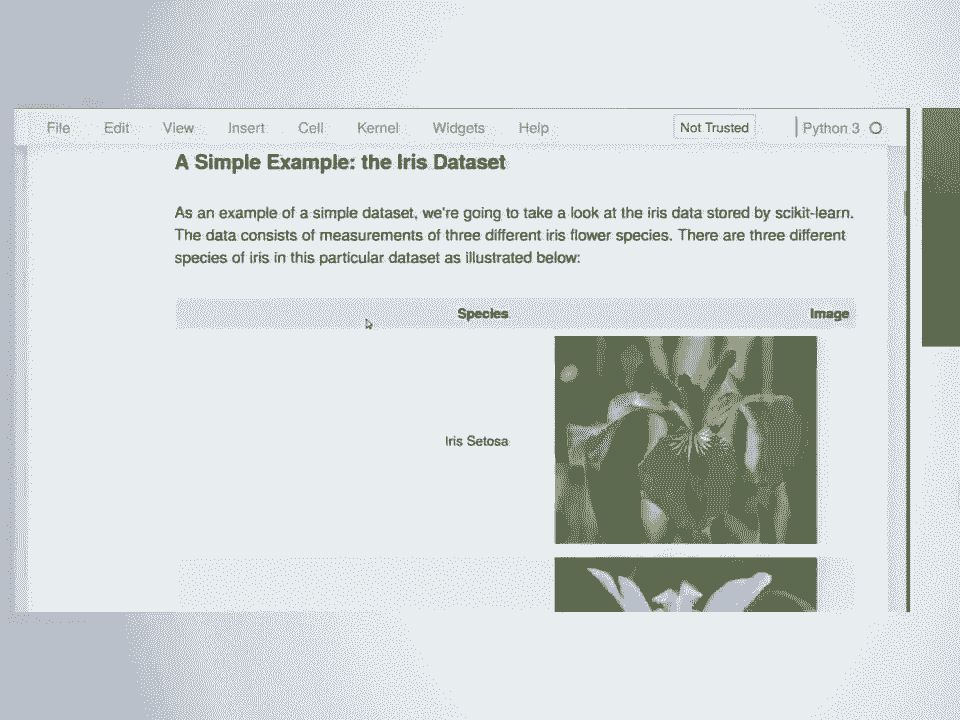 File Edit View Insert Cell Kernel Widgets Help Not Trusted Python 3
A Simple Example: the Iris Dataset
As an example of a simple dataset, we're going to take a look at the iris data stored by scikit-learn.
The data consists of measurements of three different iris flower species. There are three different
species of iris in this particular dataset as illustrated below:
Species Image
Iris Setosa